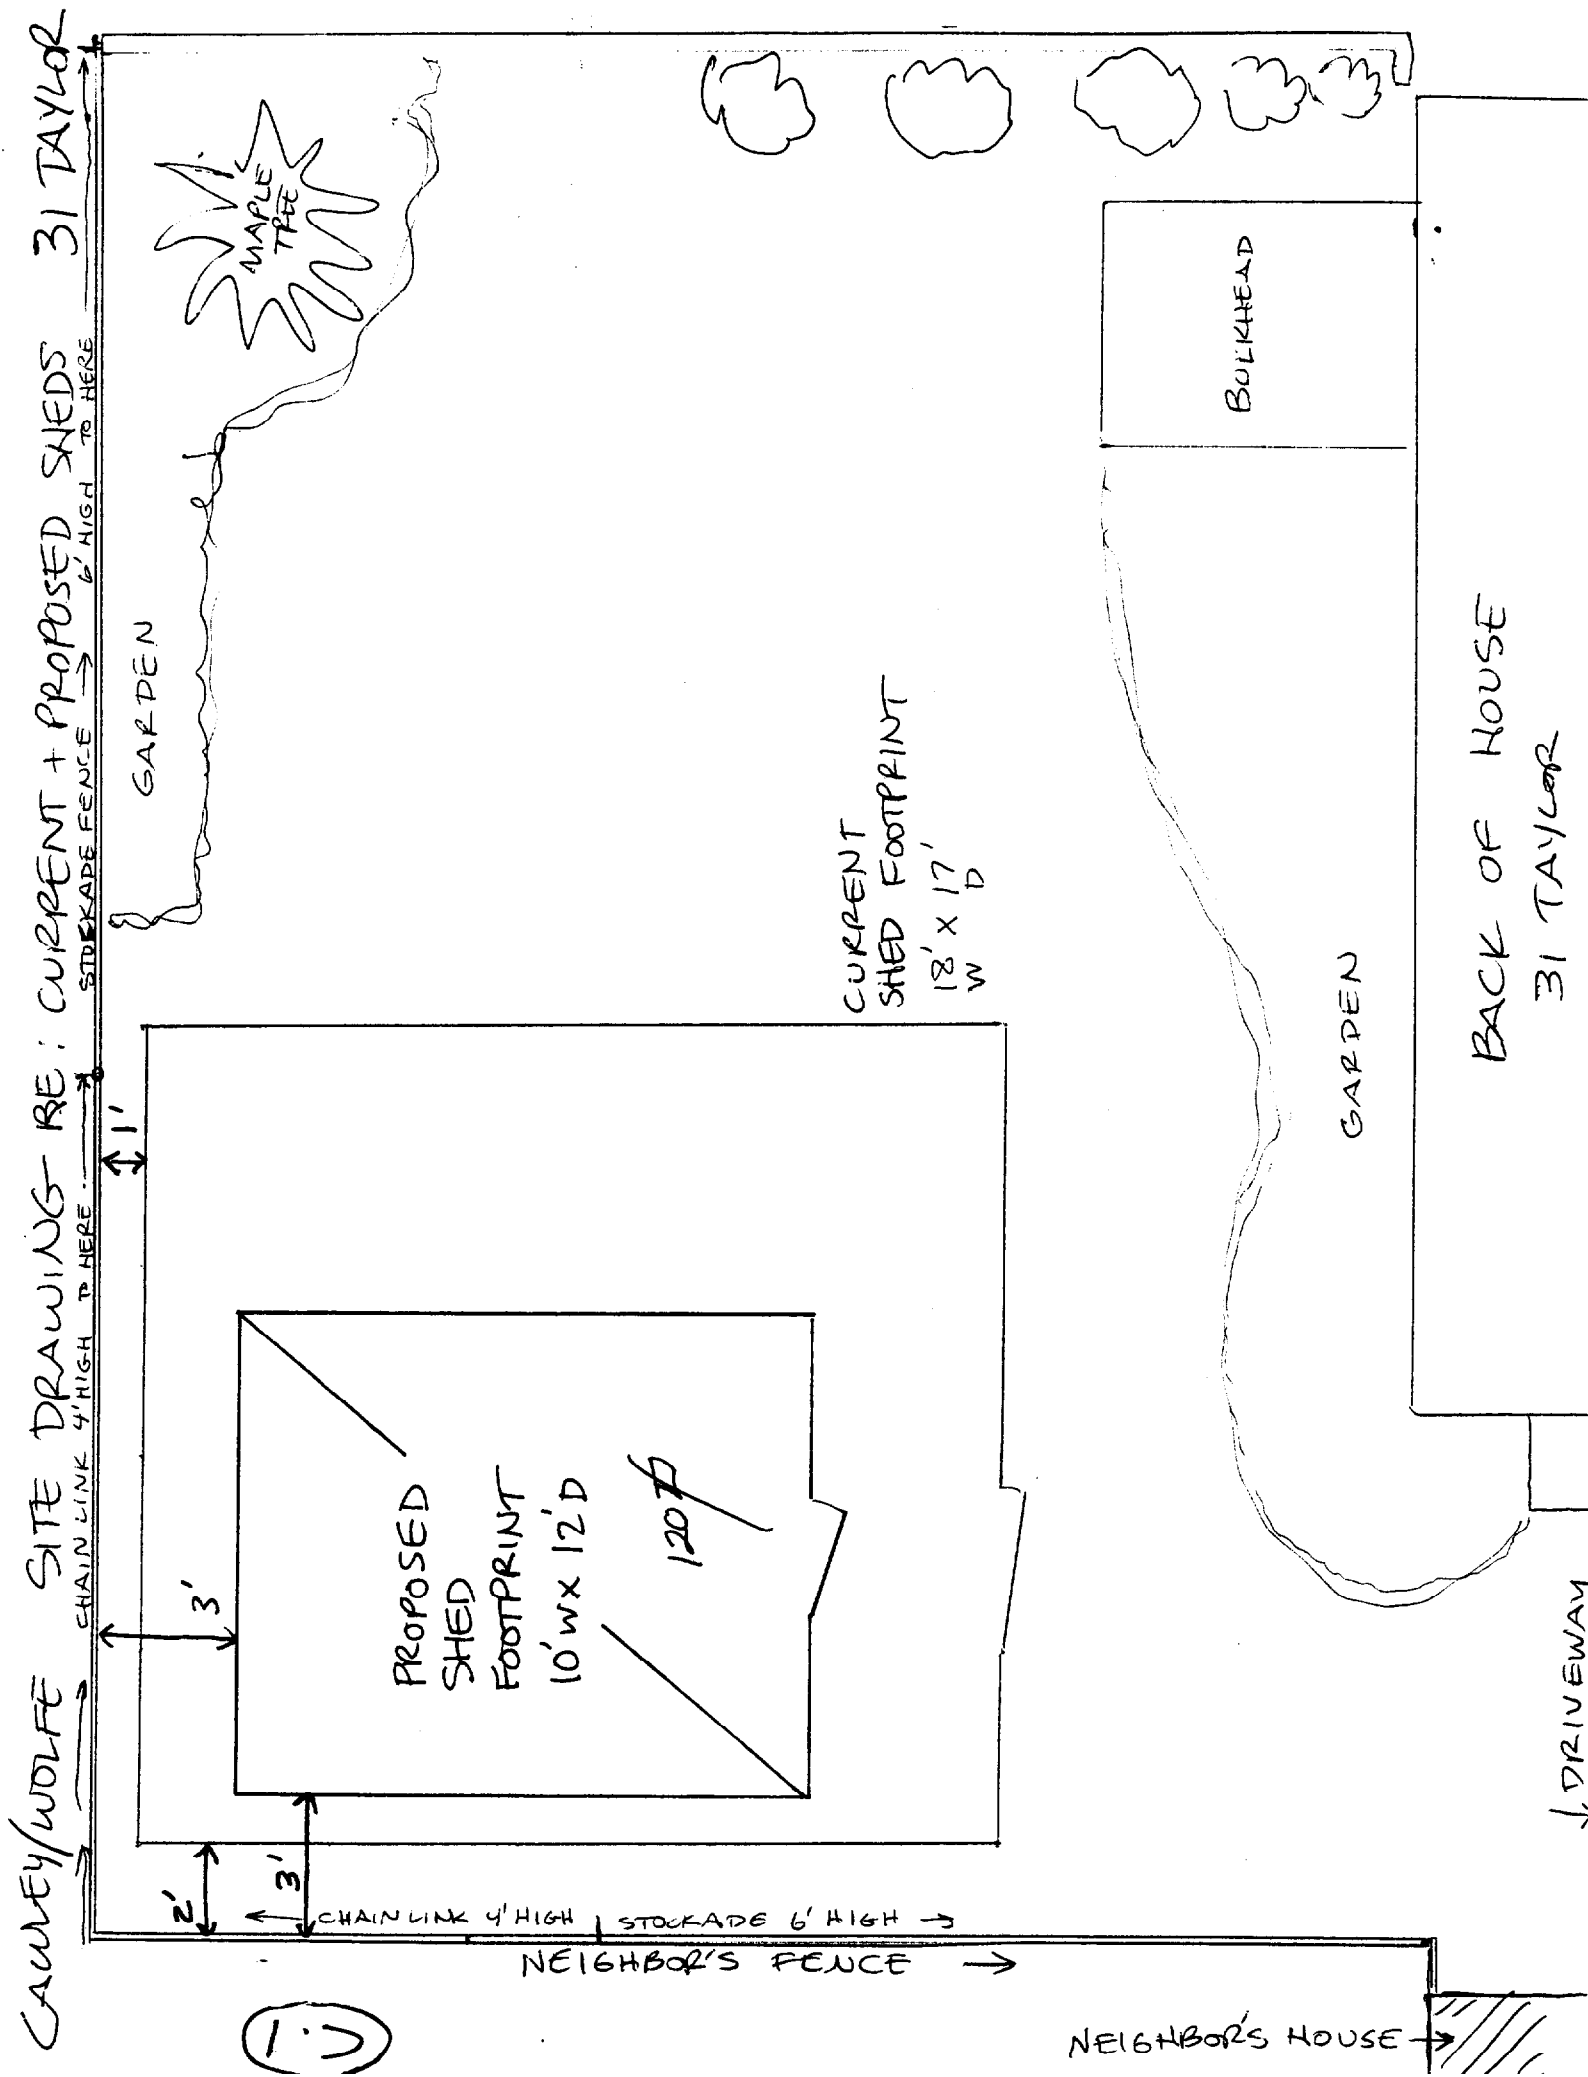 CAWLEY/WOLFE SITE DRAWING RE: CURRENT + PROPOSED SHEDS 31 TAYLOR
CHAIN LINK 4' HIGH TO HERE
STOCKADE FENCE 6' HIGH TO HERE
1'
3'
2'
3'
GARDEN
MAPLE
TREE
PROPOSED
SHED
FOOTPRINT
10'W X 12'D
120
CURRENT
SHED FOOTPRINT
18' X 17'
W D
BULKHEAD
GARDEN
BACK OF HOUSE
31 TAYLOR
DRIVEWAY
CHAIN LINK 4' HIGH
STOCKADE 6' HIGH
NEIGHBOR'S FENCE
NEIGHBOR'S HOUSE